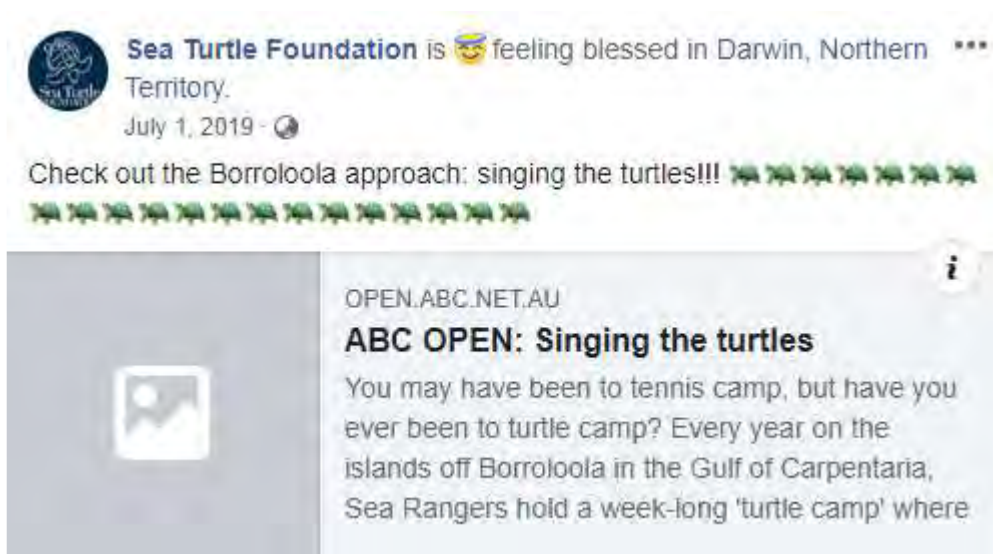 Sea Turtle Foundation is 😇 feeling blessed in Darwin, Northern
Territory.
July 1, 2019 ·
Check out the Borroloola approach: singing the turtles!!! 🐢🐢🐢🐢🐢🐢🐢
🐢🐢🐢🐢🐢🐢🐢🐢🐢🐢🐢🐢🐢🐢
OPEN.ABC.NET.AU
ABC OPEN: Singing the turtles
You may have been to tennis camp, but have you
ever been to turtle camp? Every year on the
islands off Borroloola in the Gulf of Carpentaria,
Sea Rangers hold a week-long 'turtle camp' where